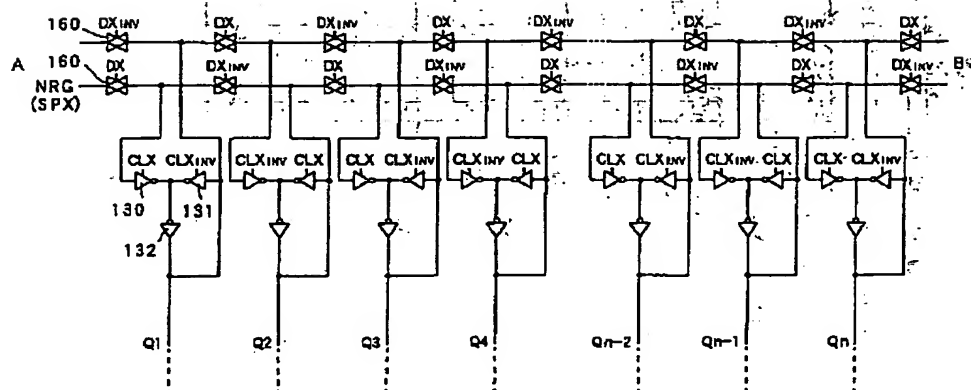 160 DXINV DX DXINV DX DXINV DX DXINV DX
A 160 DX DXINV DX DXINV DX DXINV DX DXINV B
NRG
(SPX)
CLX CLXINV CLXINV CLX CLX CLXINV CLXINV CLX CLX CLXINV CLXINV CLX CLX CLXINV
130 131
132
Q1 Q2 Q3 Q4 Qn-2 Qn-1 Qn